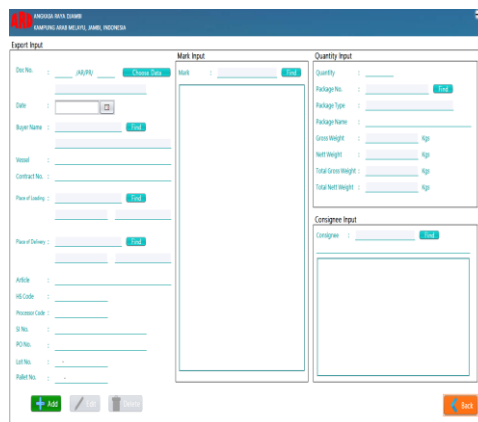 ARD
ANGGGA RAYA DJAMBI
KAMPUNG ARAB MELAYU, JAMBI, INDONESIA
Export Input
Doc No. : /AR/PR/ Choose Data
Date :
Buyer Name : Find
Vessel :
Contract No. :
Place of Loading : Find
Place of Delivery : Find
Article :
HS Code :
Processor Code :
SI No. :
PO No. :
Lot No. : -
Pallet No. : -
Mark Input
Mark : Find
Quantity Input
Quantity :
Package No. : Find
Package Type :
Package Name :
Gross Weight : Kgs
Nett Weight : Kgs
Total Gross Weight : Kgs
Total Nett Weight : Kgs
Consignee Input
Consignee : Find
Add
Edit
Delete
Back